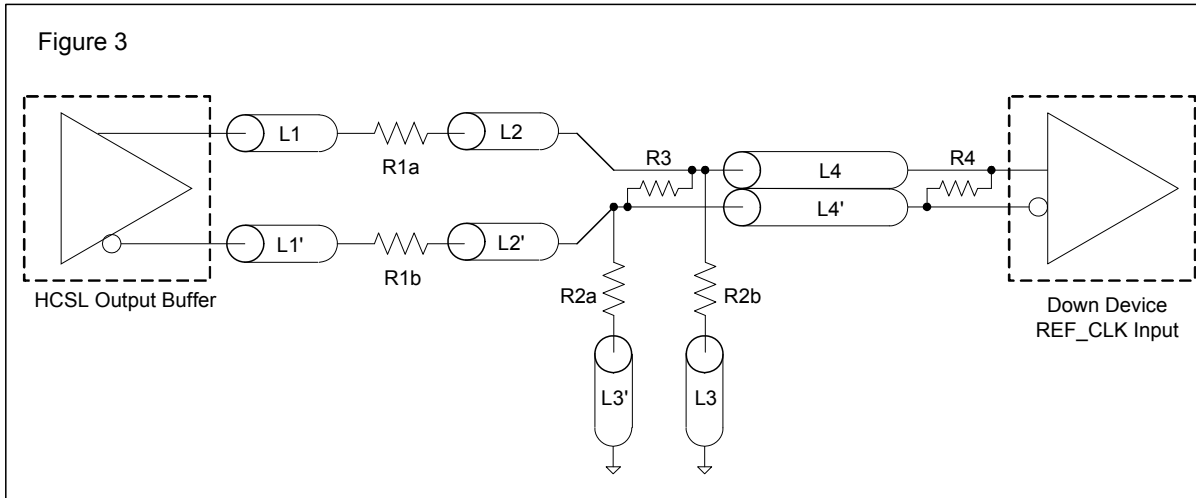 Figure 3
HCSL Output Buffer
L1
R1a
L2
L1'
R1b
L2'
R3
L4
L4'
R4
R2a
R2b
L3'
L3
Down Device
REF_CLK Input